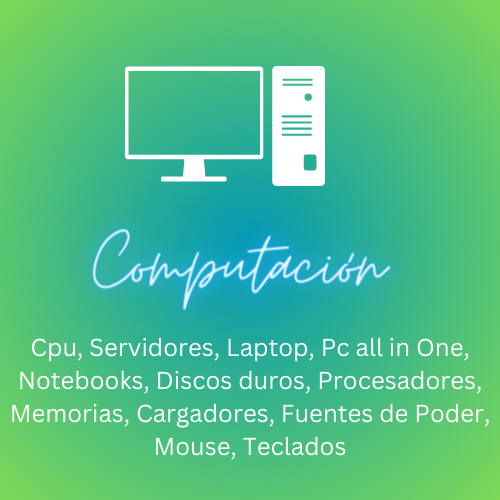 Computación
Cpu, Servidores, Laptop, Pc all in One,
Notebooks, Discos duros, Procesadores,
Memorias, Cargadores, Fuentes de Poder,
Mouse, Teclados